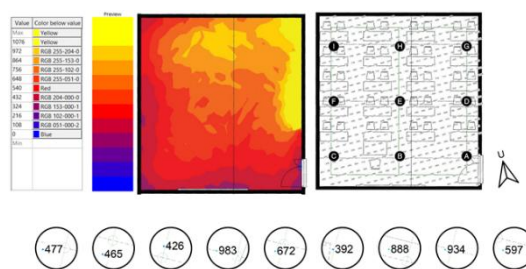 Preview
Value Color below value
Max Yellow
1076 Yellow
972 RGB 255-204-0
864 RGB 255-153-0
756 RGB 255-102-0
648 RGB 255-051-0
540 Red
432 RGB 204-000-0
324 RGB 153-000-1
216 RGB 102-000-1
108 RGB 051-000-2
0 Blue
Min
I H G
F E D
C B A
477 465 426 983 672 392 888 934 597